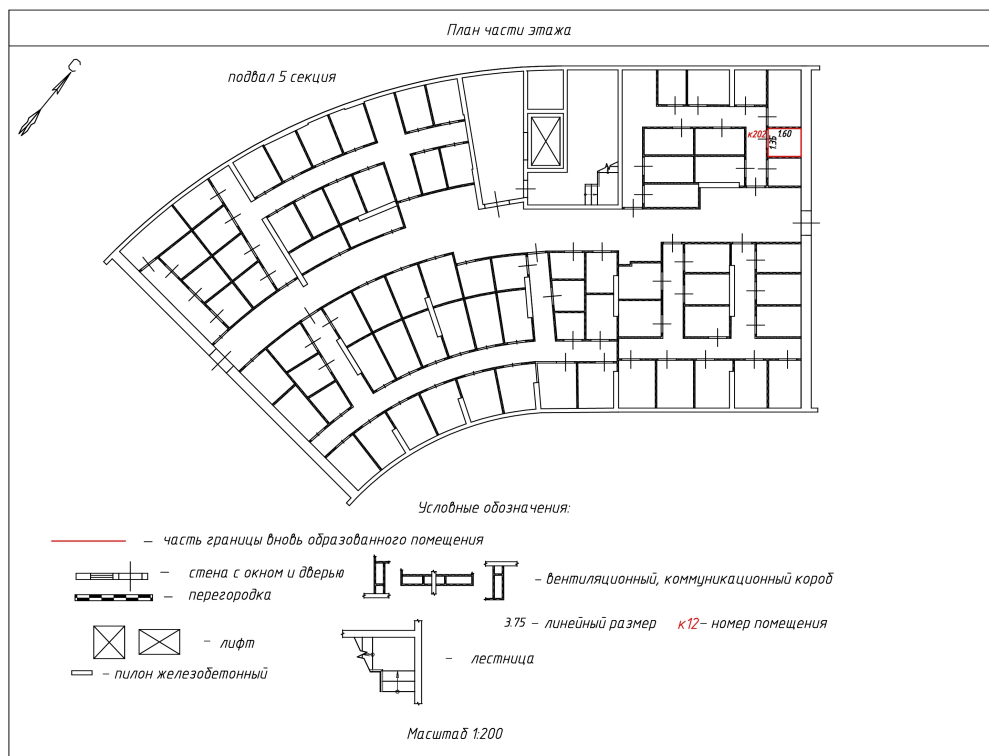 План части этажа
С
подвал 5 секция
к202
1.60
1.35
Условные обозначения:
– часть границы вновь образованного помещения
– стена с окном и дверью
– перегородка
– вентиляционный, коммуникационный короб
3.75 – линейный размер к12– номер помещения
– лифт
– лестница
– пилон железобетонный
Масштаб 1:200